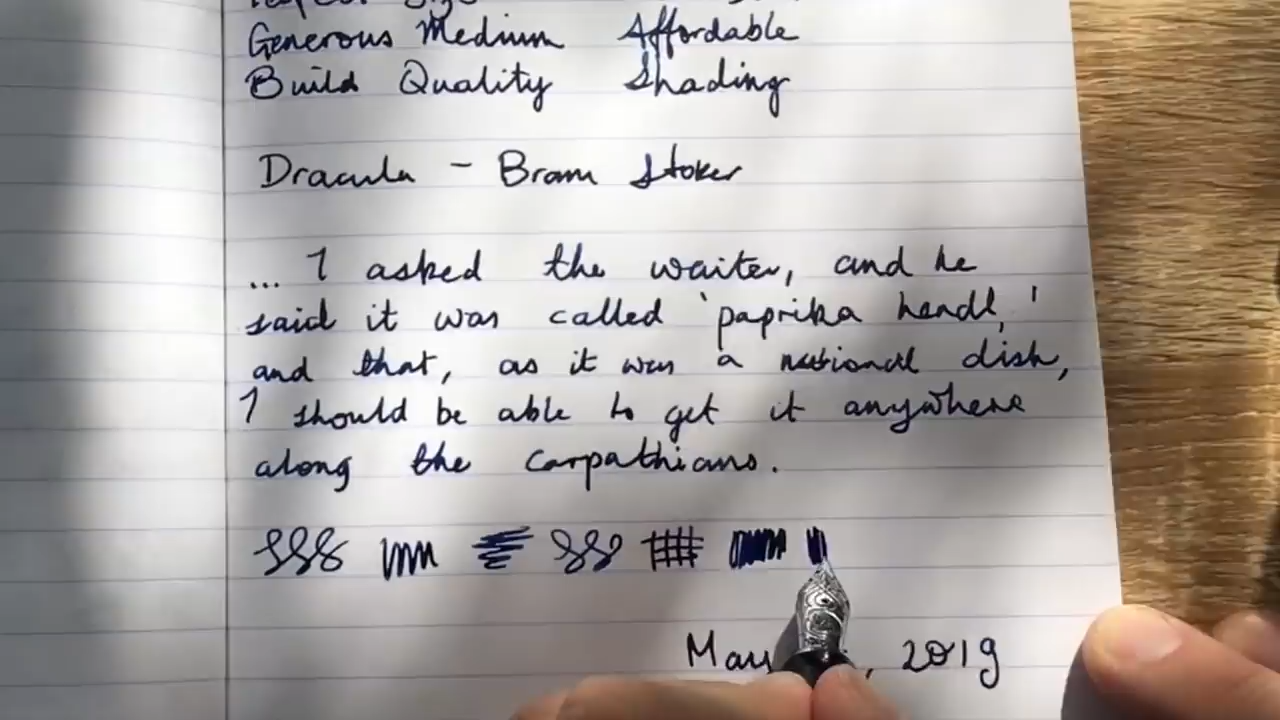 Generous Medium Affordable
Build Quality Shading
Dracula - Bram Stoker
... I asked the waiter, and he
said it was called 'paprika hendl,'
and that, as it was a national dish,
I should be able to get it anywhere
along the Carpathians.
, 2019